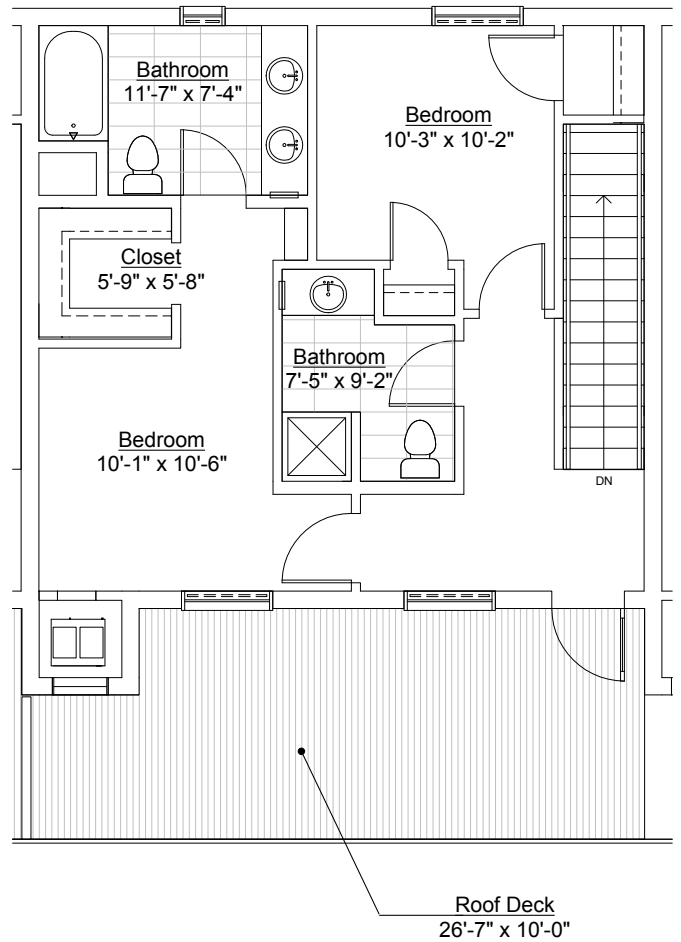 Bathroom
11'-7" x 7'-4"
Bedroom
10'-3" x 10'-2"
Closet
5'-9" x 5'-8"
Bathroom
7'-5" x 9'-2"
Bedroom
10'-1" x 10'-6"
DN
Roof Deck
26'-7" x 10'-0"